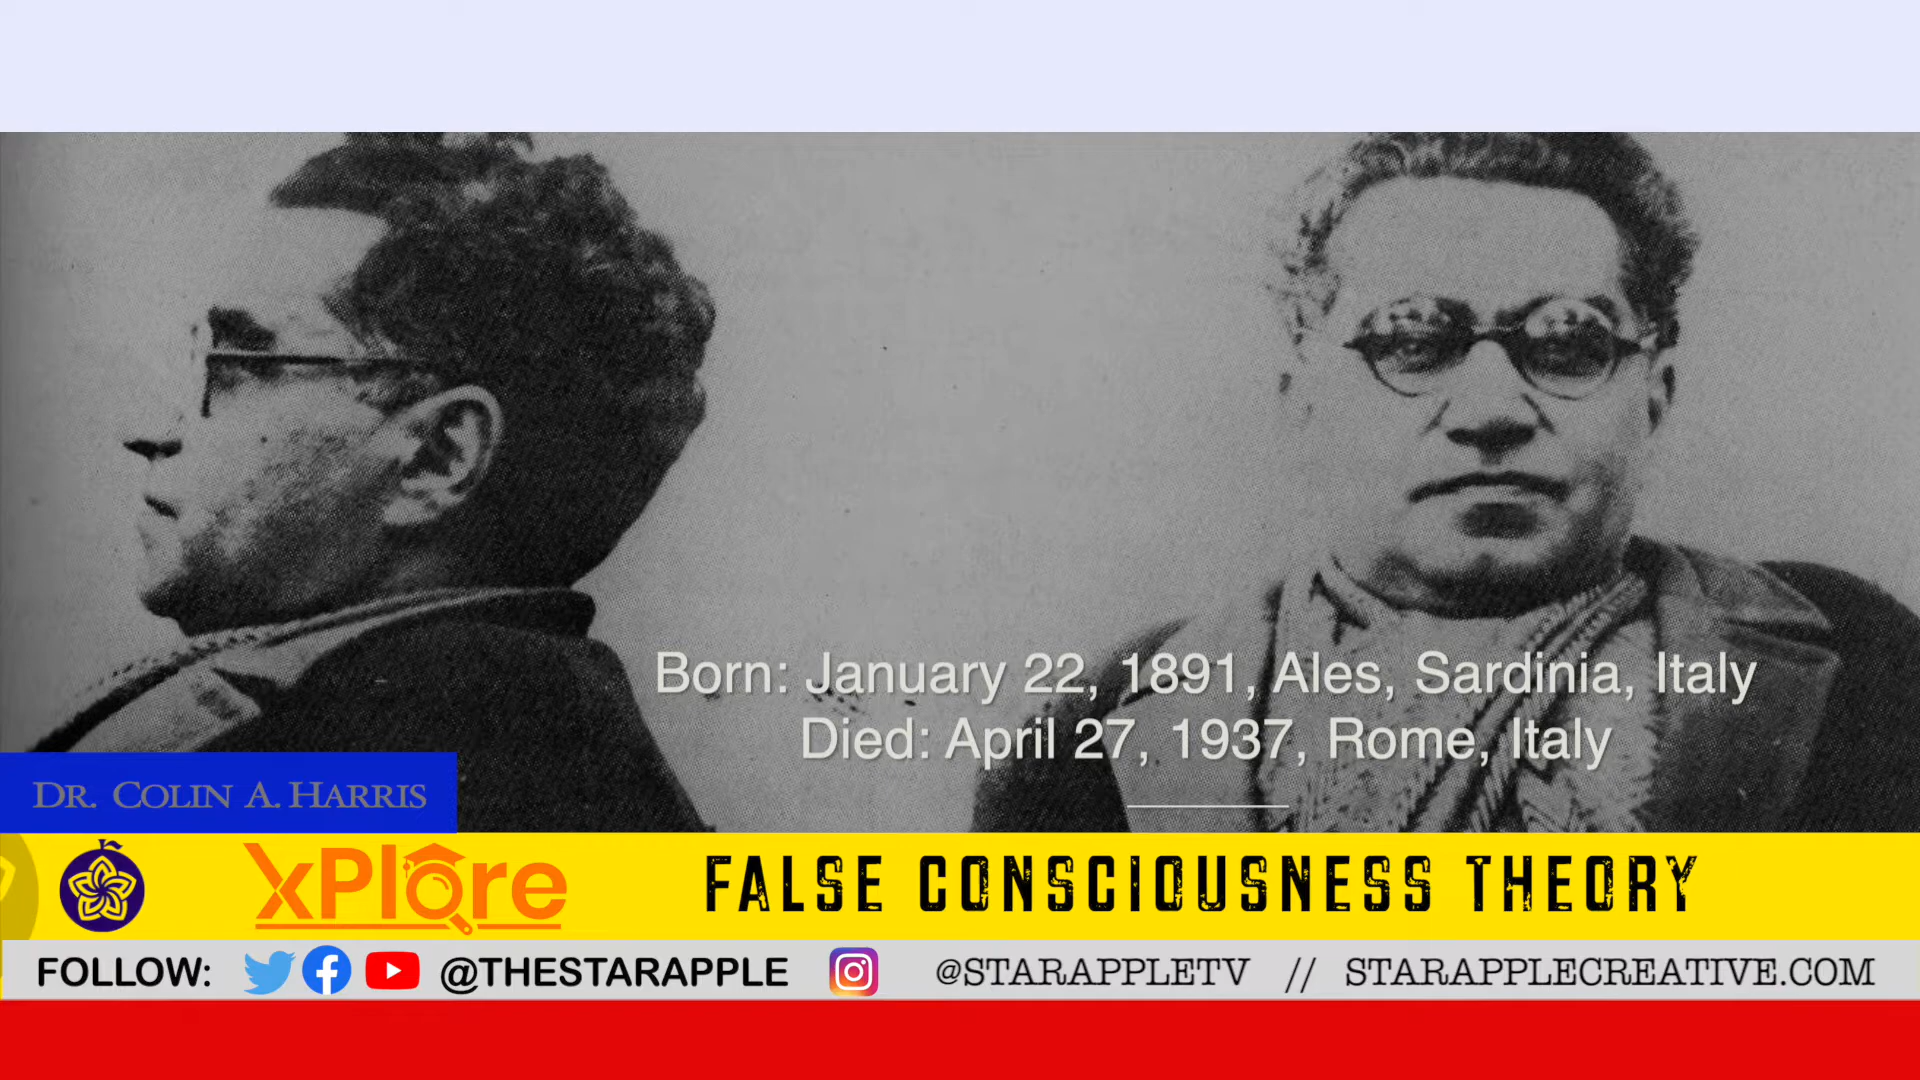 Born: January 22, 1891, Ales, Sardinia, Italy
Died: April 27, 1937, Rome, Italy
DR. COLIN A. HARRIS
xPlore
FALSE CONSCIOUSNESS THEORY
FOLLOW: @THESTARAPPLE @STARAPPLETV // STARAPPLECREATIVE.COM